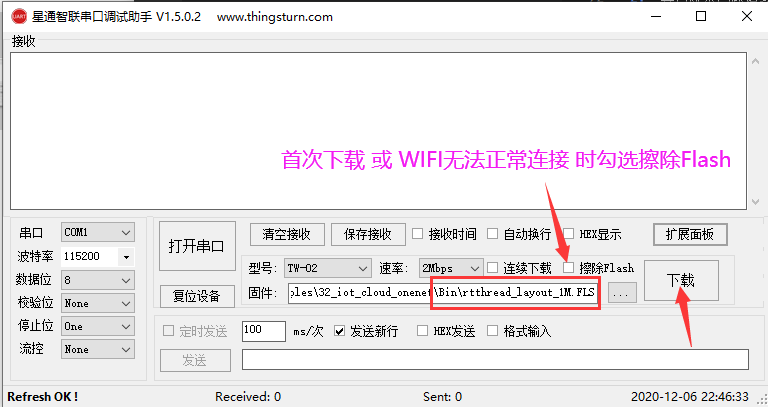 UART 星通智联串口调试助手 V1.5.0.2 www.thingsturn.com
接收
首次下载 或 WIFI无法正常连接 时勾选擦除Flash
串口 COM1
波特率 115200
数据位 8
校验位 None
停止位 One
流控 None
打开串口
复位设备
清空接收 保存接收 接收时间 自动换行 HEX显示 扩展面板
型号: TW-02 速率: 2Mbps 连续下载 擦除Flash
固件: ples\32_iot_cloud_onenet\Bin\rtthread_layout_1M.FLS ...
下载
定时发送 100 ms/次 发送新行 HEX发送 格式输入
发送
Refresh OK ! Received: 0 Sent: 0 2020-12-06 22:46:33